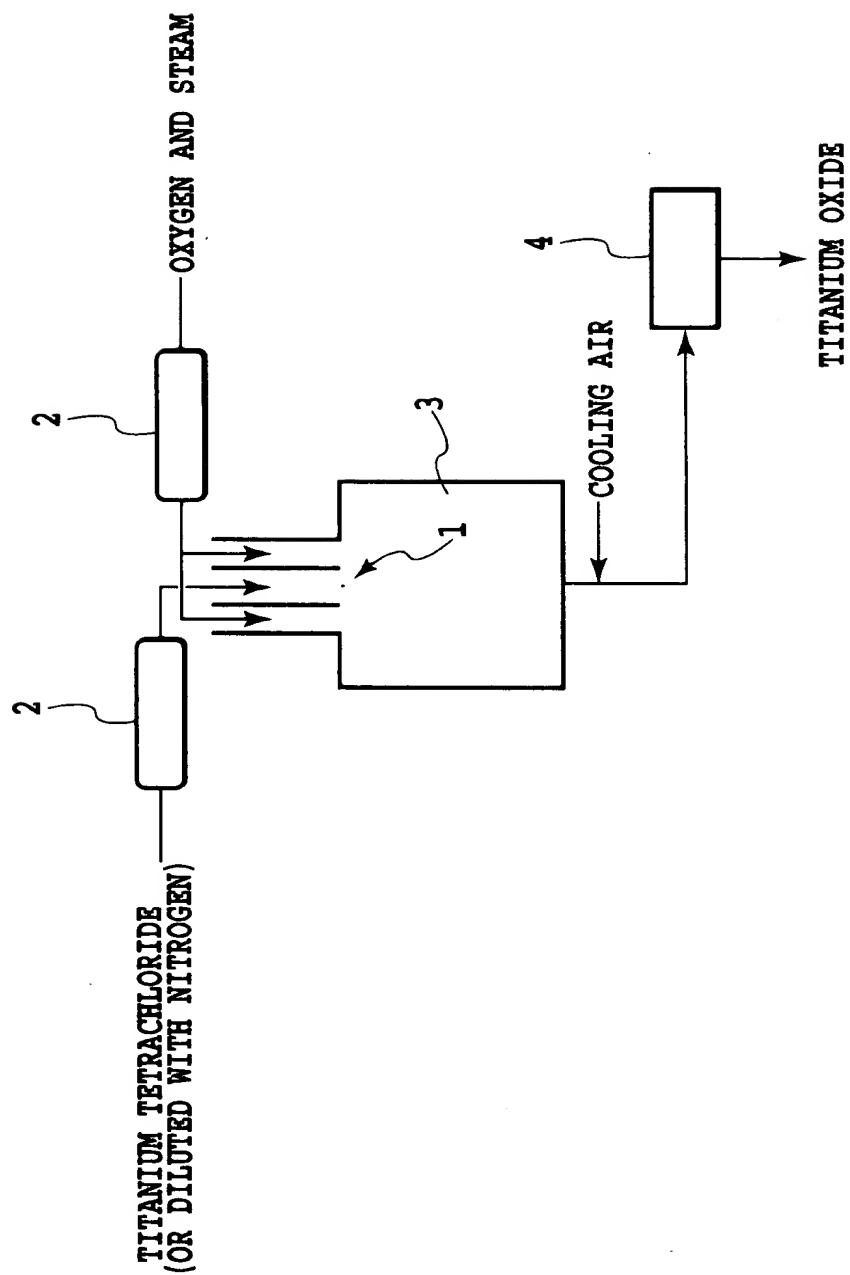 TITANIUM TETRACHLORIDE
(OR DILUTED WITH NITROGEN)
2
2
OXYGEN AND STEAM
1
3
COOLING AIR
4
TITANIUM OXIDE